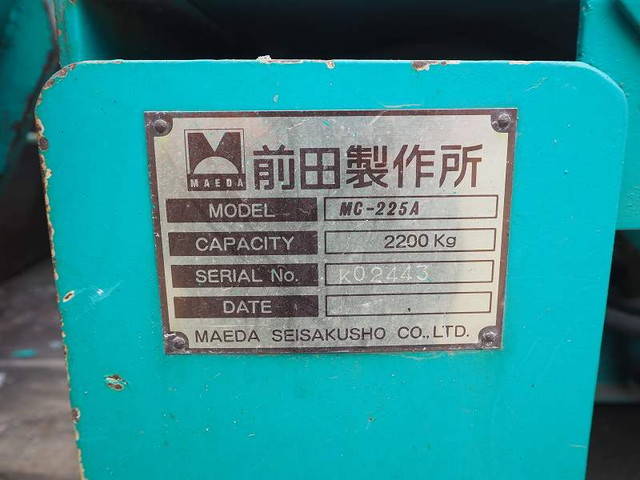 MAEDA
前田製作所
MODEL MC-225A
CAPACITY 2200 Kg
SERIAL No. K02443
DATE
MAEDA SEISAKUSHO CO.,LTD.